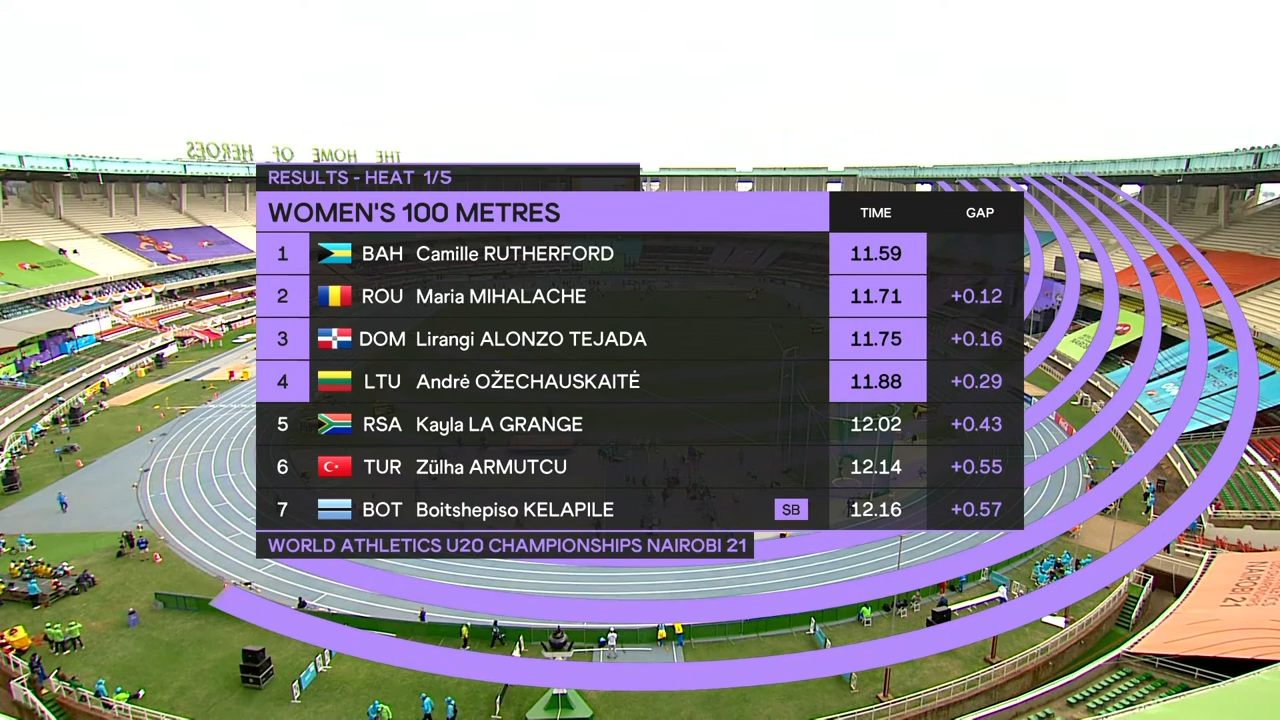 THE HOME OF HEROES
RESULTS - HEAT 1/5
WOMEN'S 100 METRES TIME GAP
1 BAH Camille RUTHERFORD 11.59
2 ROU Maria MIHALACHE 11.71 +0.12
3 DOM Lirangi ALONZO TEJADA 11.75 +0.16
4 LTU Andrė OŽECHAUSKAITĖ 11.88 +0.29
5 RSA Kayla LA GRANGE 12.02 +0.43
6 TUR Zülha ARMUTCU 12.14 +0.55
7 BOT Boitshepiso KELAPILE SB 12.16 +0.57
WORLD ATHLETICS U20 CHAMPIONSHIPS NAIROBI 21
NAIROBI 21